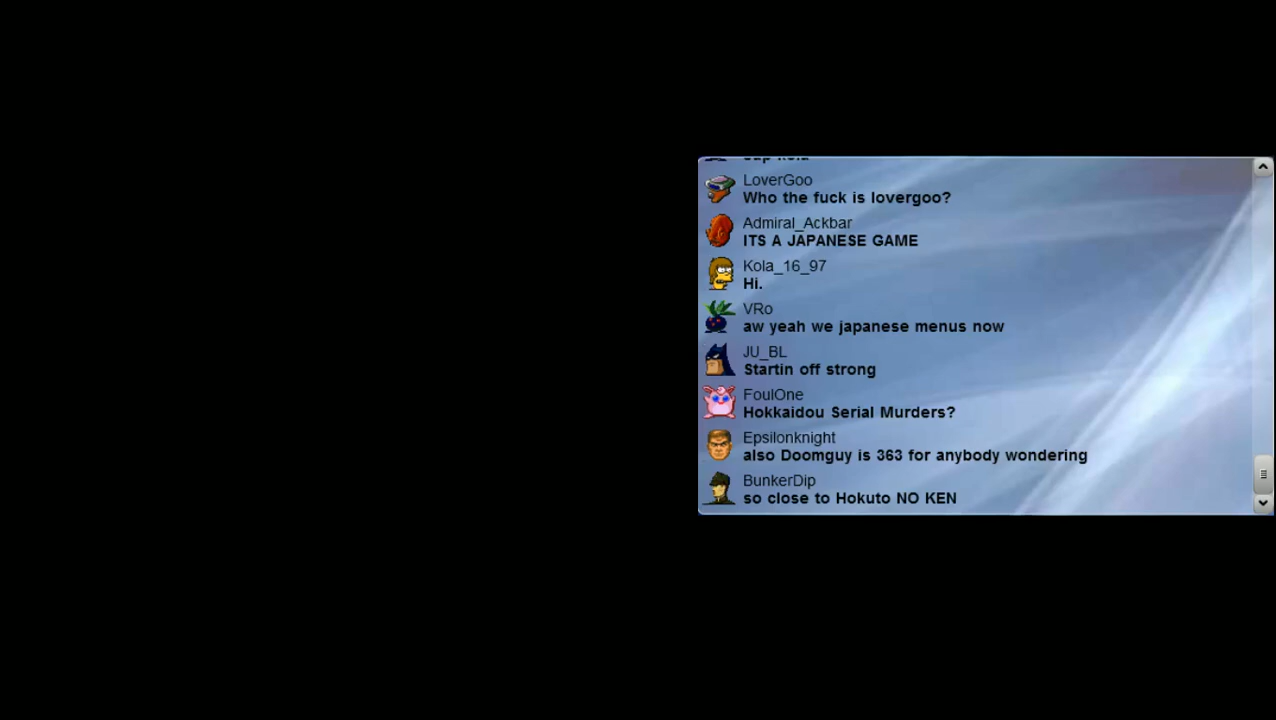 LoverGoo
Who the fuck is lovergoo?
Admiral_Ackbar
ITS A JAPANESE GAME
Kola_16_97
Hi.
VRo
aw yeah we japanese menus now
JU_BL
Startin off strong
FoulOne
Hokkaidou Serial Murders?
Epsilonknight
also Doomguy is 363 for anybody wondering
BunkerDip
so close to Hokuto NO KEN